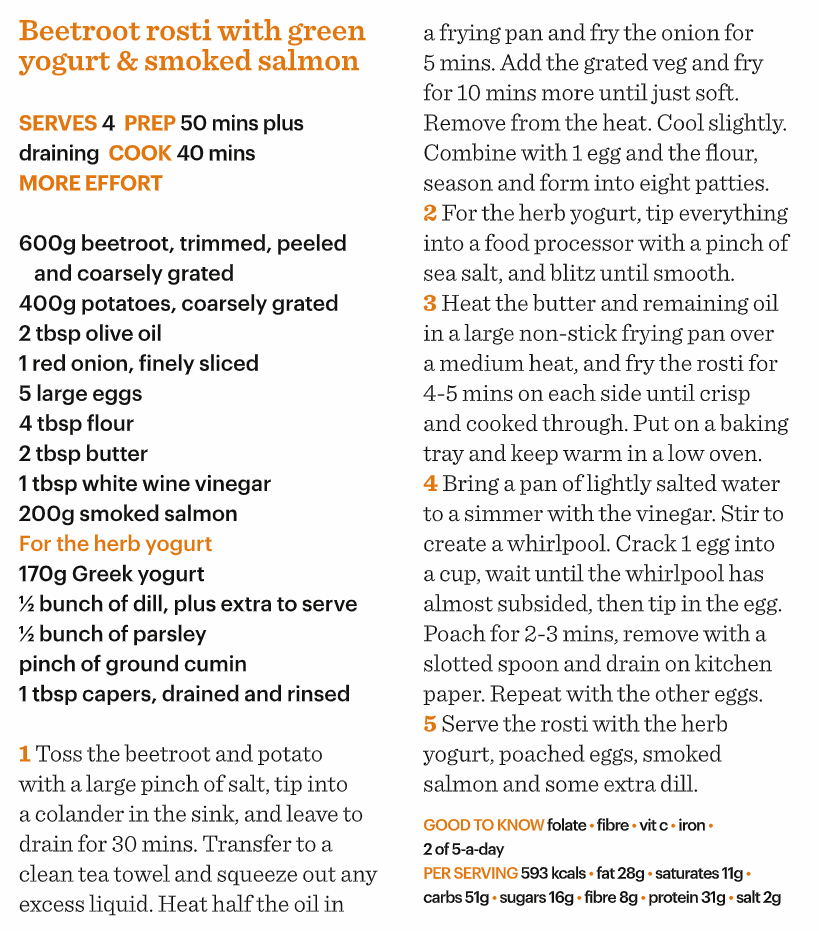 Beetroot rosti with green
yogurt & smoked salmon
SERVES 4 PREP 50 mins plus
draining COOK 40 mins
MORE EFFORT
600g beetroot, trimmed, peeled
and coarsely grated
400g potatoes, coarsely grated
2 tbsp olive oil
1 red onion, finely sliced
5 large eggs
4 tbsp flour
2 tbsp butter
1 tbsp white wine vinegar
200g smoked salmon
For the herb yogurt
170g Greek yogurt
½ bunch of dill, plus extra to serve
½ bunch of parsley
pinch of ground cumin
1 tbsp capers, drained and rinsed
1 Toss the beetroot and potato
with a large pinch of salt, tip into
a colander in the sink, and leave to
drain for 30 mins. Transfer to a
clean tea towel and squeeze out any
excess liquid. Heat half the oil in
a frying pan and fry the onion for
5 mins. Add the grated veg and fry
for 10 mins more until just soft.
Remove from the heat. Cool slightly.
Combine with 1 egg and the flour,
season and form into eight patties.
2 For the herb yogurt, tip everything
into a food processor with a pinch of
sea salt, and blitz until smooth.
3 Heat the butter and remaining oil
in a large non-stick frying pan over
a medium heat, and fry the rosti for
4-5 mins on each side until crisp
and cooked through. Put on a baking
tray and keep warm in a low oven.
4 Bring a pan of lightly salted water
to a simmer with the vinegar. Stir to
create a whirlpool. Crack 1 egg into
a cup, wait until the whirlpool has
almost subsided, then tip in the egg.
Poach for 2-3 mins, remove with a
slotted spoon and drain on kitchen
paper. Repeat with the other eggs.
5 Serve the rosti with the herb
yogurt, poached eggs, smoked
salmon and some extra dill.
GOOD TO KNOW folate • fibre • vit c • iron •
2 of 5-a-day
PER SERVING 593 kcals • fat 28g • saturates 11g •
carbs 51g • sugars 16g • fibre 8g • protein 31g • salt 2g